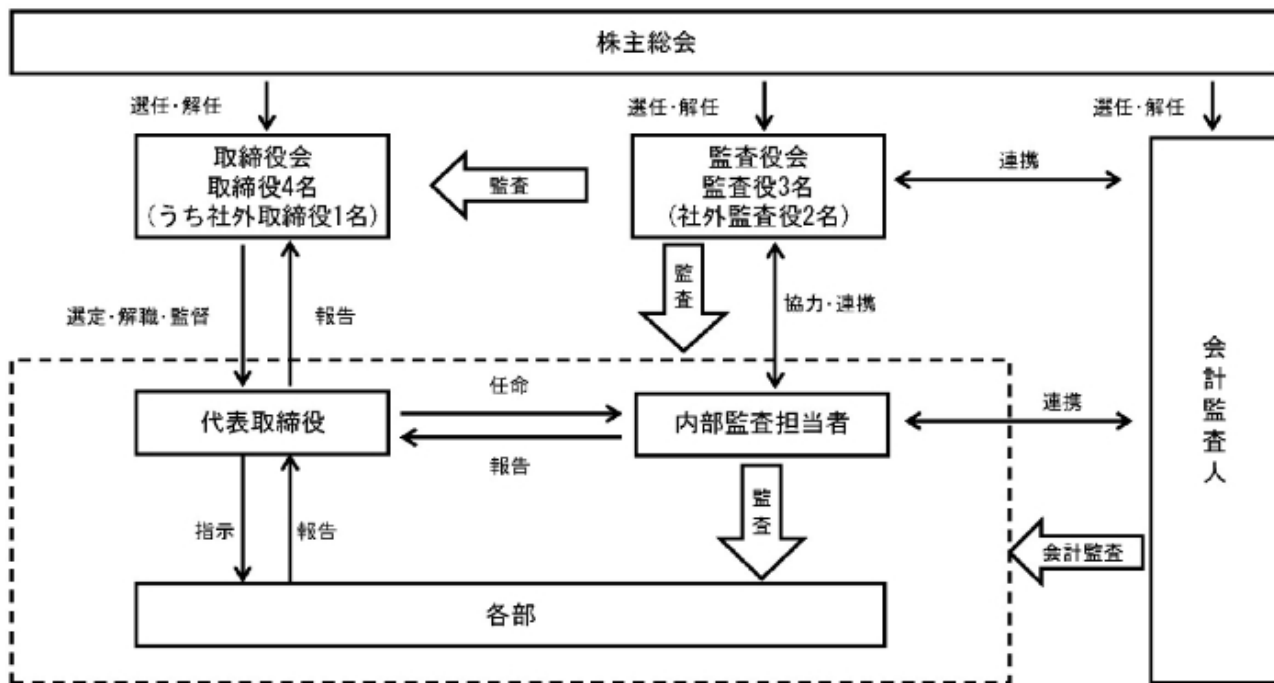 株主総会
選任・解任
選任・解任
選任・解任
取締役会
取締役4名
(うち社外取締役1名)
監査
監査役会
監査役3名
(社外監査役2名)
連携
選定・解職・監督
報告
監査
協力・連携
会計監査人
代表取締役
任命
報告
内部監査担当者
連携
指示
報告
監査
会計監査
各部